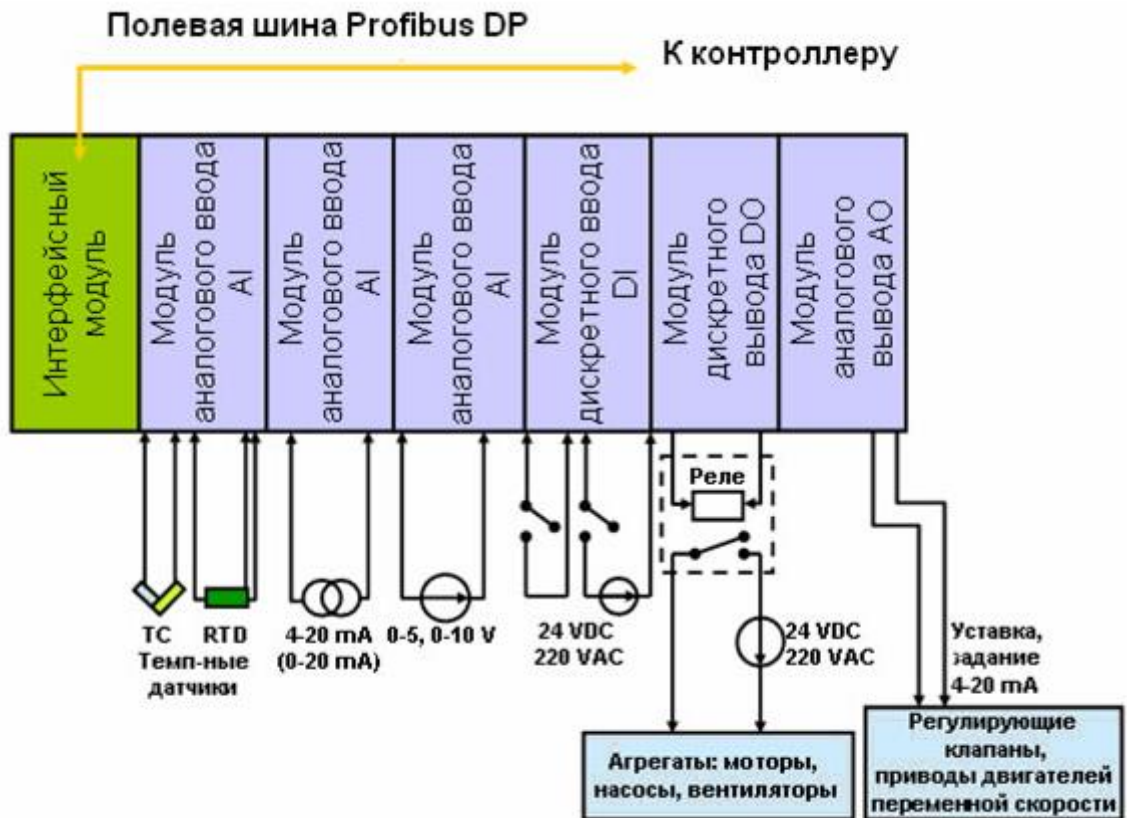 Полевая шина Profibus DP
К контроллеру
Интерфейсный
модуль
Модуль
аналогового ввода
AI
Модуль
аналогового ввода
AI
Модуль
аналогового ввода
AI
Модуль
дискретного ввода
DI
Модуль
дискретного
вывода DO
Модуль
аналогового
вывода AO
Реле
TC
RTD
Темп-ные
датчики
4-20 mA
(0-20 mA)
0-5, 0-10 V
24 VDC
220 VAC
24 VDC
220 VAC
Уставка,
задание
4-20 mA
Агрегаты: моторы,
насосы, вентиляторы
Регулирующие
клапаны,
приводы двигателей
переменной скорости